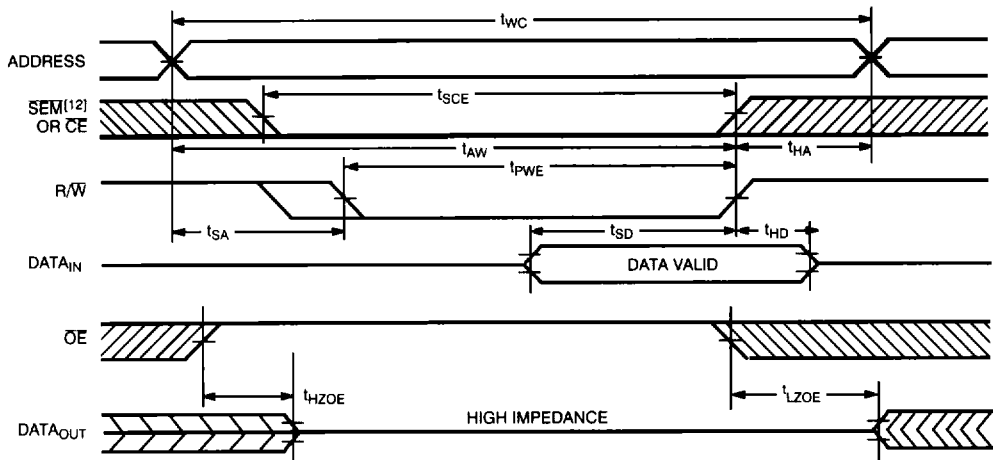 tWC
ADDRESS
SEM[12]
OR CE
tSCE
tAW
tHA
tPWE
R/W
tSA
tSD
tHD
DATAIN
DATA VALID
OE
tHZOE
tLZOE
HIGH IMPEDANCE
DATAOUT